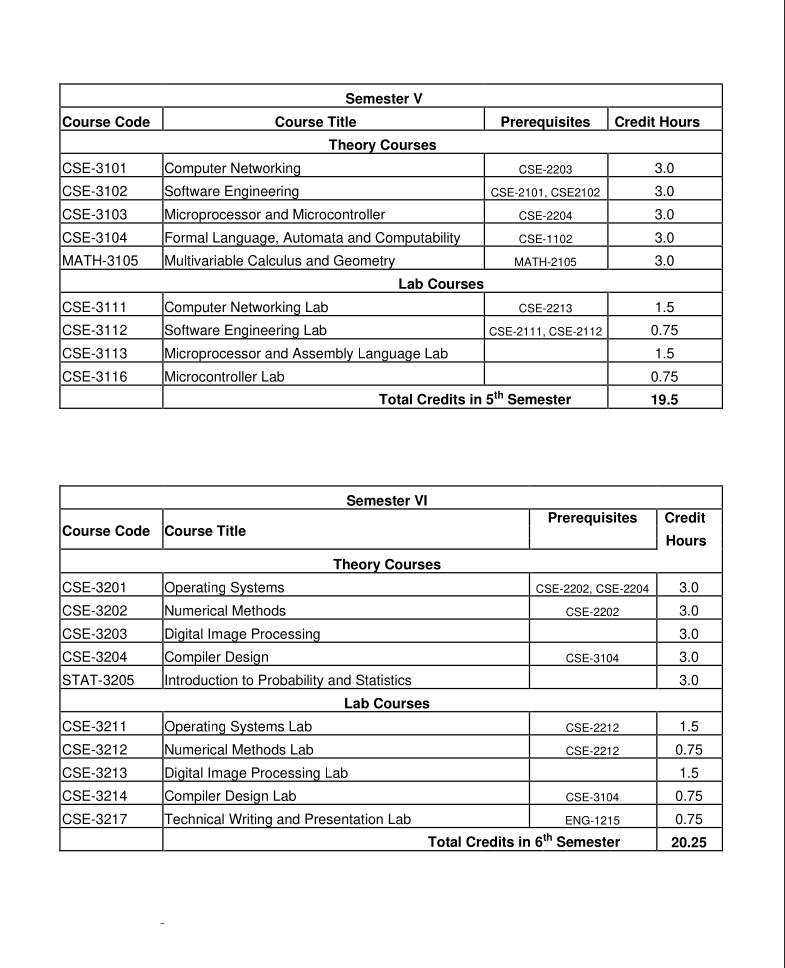 Semester V
Course Code Course Title Prerequisites Credit Hours
Theory Courses
CSE-3101 Computer Networking CSE-2203 3.0
CSE-3102 Software Engineering CSE-2101, CSE2102 3.0
CSE-3103 Microprocessor and Microcontroller CSE-2204 3.0
CSE-3104 Formal Language, Automata and Computability CSE-1102 3.0
MATH-3105 Multivariable Calculus and Geometry MATH-2105 3.0
Lab Courses
CSE-3111 Computer Networking Lab CSE-2213 1.5
CSE-3112 Software Engineering Lab CSE-2111, CSE-2112 0.75
CSE-3113 Microprocessor and Assembly Language Lab 1.5
CSE-3116 Microcontroller Lab 0.75
Total Credits in 5th Semester 19.5
Semester VI
Course Code Course Title Prerequisites Credit Hours
Theory Courses
CSE-3201 Operating Systems CSE-2202, CSE-2204 3.0
CSE-3202 Numerical Methods CSE-2202 3.0
CSE-3203 Digital Image Processing 3.0
CSE-3204 Compiler Design CSE-3104 3.0
STAT-3205 Introduction to Probability and Statistics 3.0
Lab Courses
CSE-3211 Operating Systems Lab CSE-2212 1.5
CSE-3212 Numerical Methods Lab CSE-2212 0.75
CSE-3213 Digital Image Processing Lab 1.5
CSE-3214 Compiler Design Lab CSE-3104 0.75
CSE-3217 Technical Writing and Presentation Lab ENG-1215 0.75
Total Credits in 6th Semester 20.25